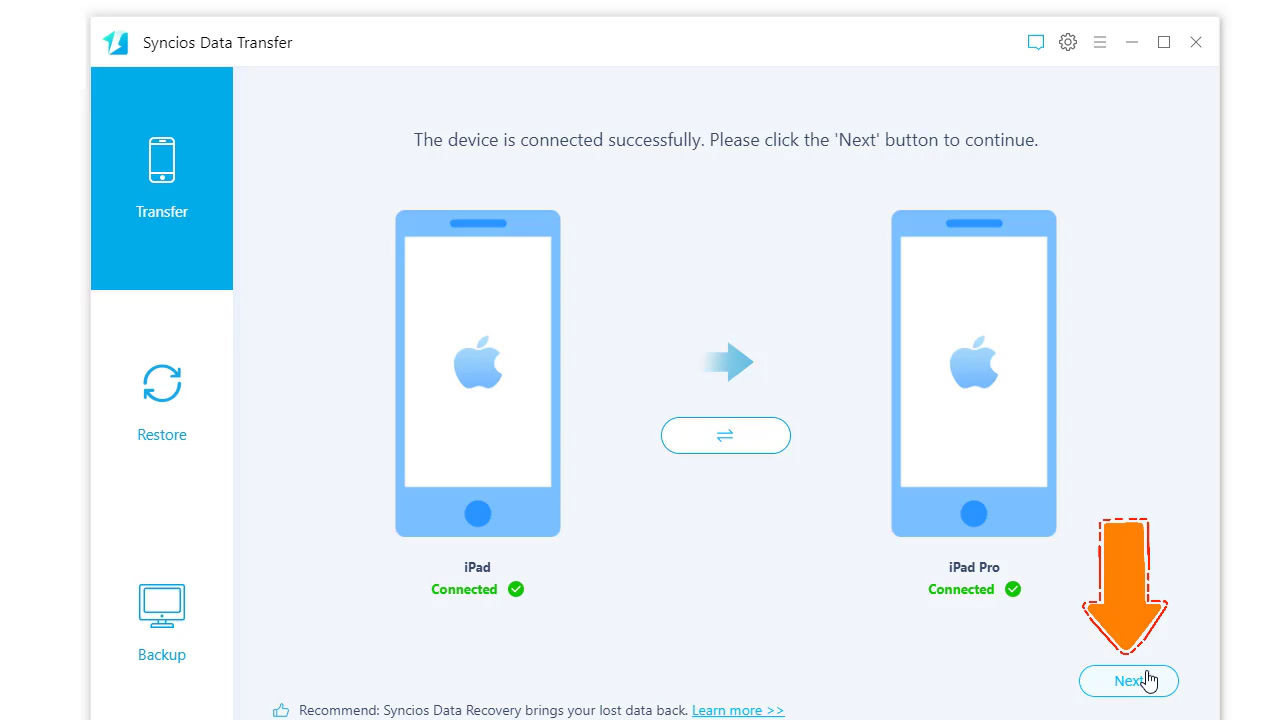 Syncios Data Transfer
The device is connected successfully. Please click the 'Next' button to continue.
Transfer
Restore
Backup
iPad
Connected
iPad Pro
Connected
Next
Recommend: Syncios Data Recovery brings your lost data back. Learn more >>